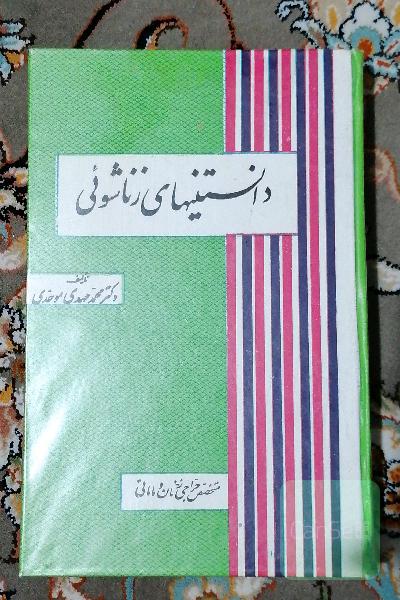 دانستنیهای زناشوئی
تألیف
دکتر محمد مهدی موحدی
متخصص جراحی زنان و مامائی